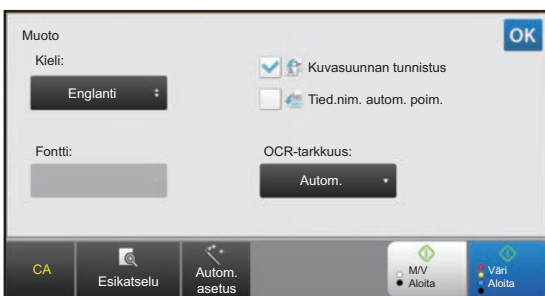 Muoto
OK
Kieli:
Kuvasuunnan tunnistus
Englanti
Tied.nim. autom. poim.
Fontti:
OCR-tarkkuus:
Autom.
CA
Esikatselu
Autom.
asetus
M/V
Aloita
Väri
Aloita